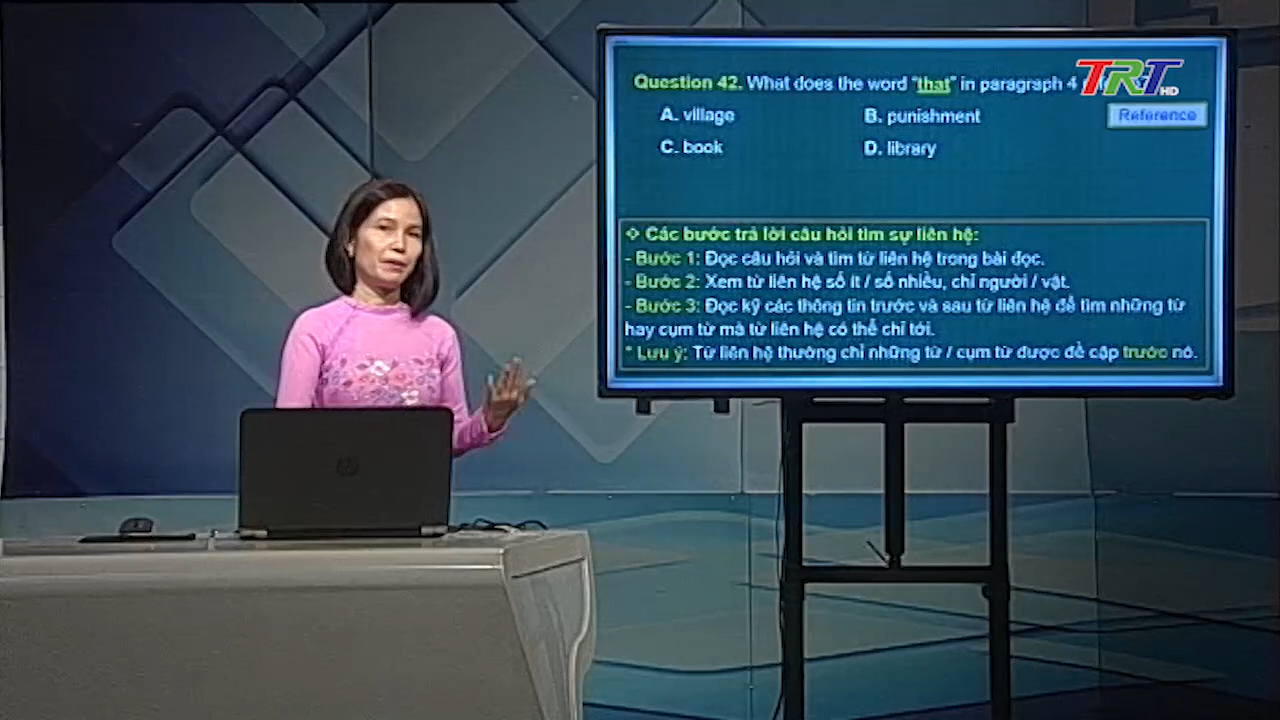 Question 42. What does the word "that" in paragraph 4
TRT HD
A. village
B. punishment
Reference
C. book
D. library
❖ Các bước trả lời câu hỏi tìm sự liên hệ:
- Bước 1: Đọc câu hỏi và tìm từ liên hệ trong bài đọc.
- Bước 2: Xem từ liên hệ số ít / số nhiều, chỉ người / vật.
- Bước 3: Đọc kỹ các thông tin trước và sau từ liên hệ để tìm những từ
hay cụm từ mà từ liên hệ có thể chỉ tới.
* Lưu ý: Từ liên hệ thường chỉ những từ / cụm từ được đề cập trước nó.
hp